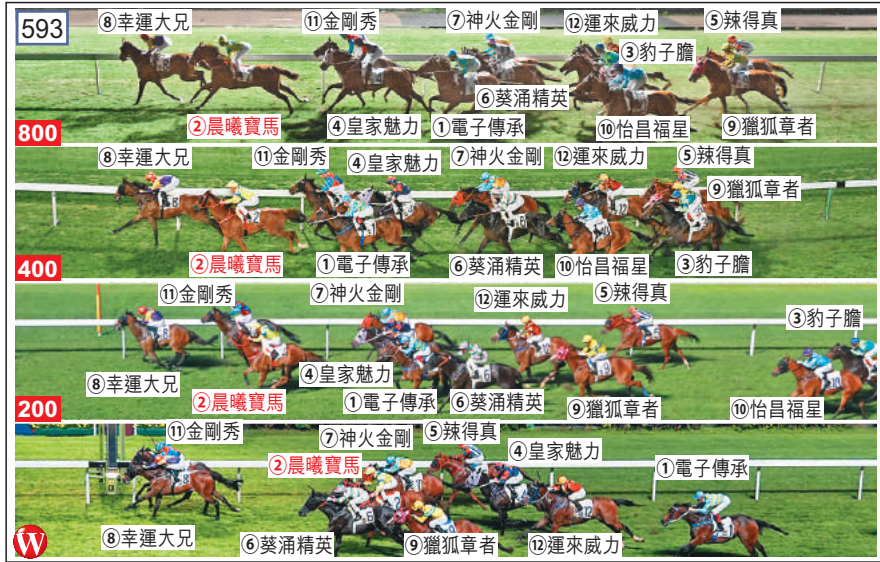 593
⑧幸運大兄 ⑪金剛秀 ⑦神火金剛 ⑫運來威力 ⑤辣得真
③豹子膽
⑥葵涌精英
800 ②晨曦寶馬 ④皇家魅力 ①電子傳承 ⑩怡昌福星 ⑨獵狐章者
⑧幸運大兄 ⑪金剛秀 ④皇家魅力 ⑦神火金剛 ⑫運來威力 ⑤辣得真
⑨獵狐章者
400 ②晨曦寶馬 ①電子傳承 ⑥葵涌精英 ⑩怡昌福星 ③豹子膽
⑪金剛秀 ⑦神火金剛 ⑫運來威力 ⑤辣得真
③豹子膽
⑧幸運大兄 ④皇家魅力
200 ②晨曦寶馬 ①電子傳承 ⑥葵涌精英 ⑨獵狐章者 ⑩怡昌福星
⑪金剛秀 ⑦神火金剛 ⑤辣得真 ④皇家魅力
②晨曦寶馬 ①電子傳承
⑧幸運大兄 ⑥葵涌精英 ⑨獵狐章者 ⑫運來威力
W